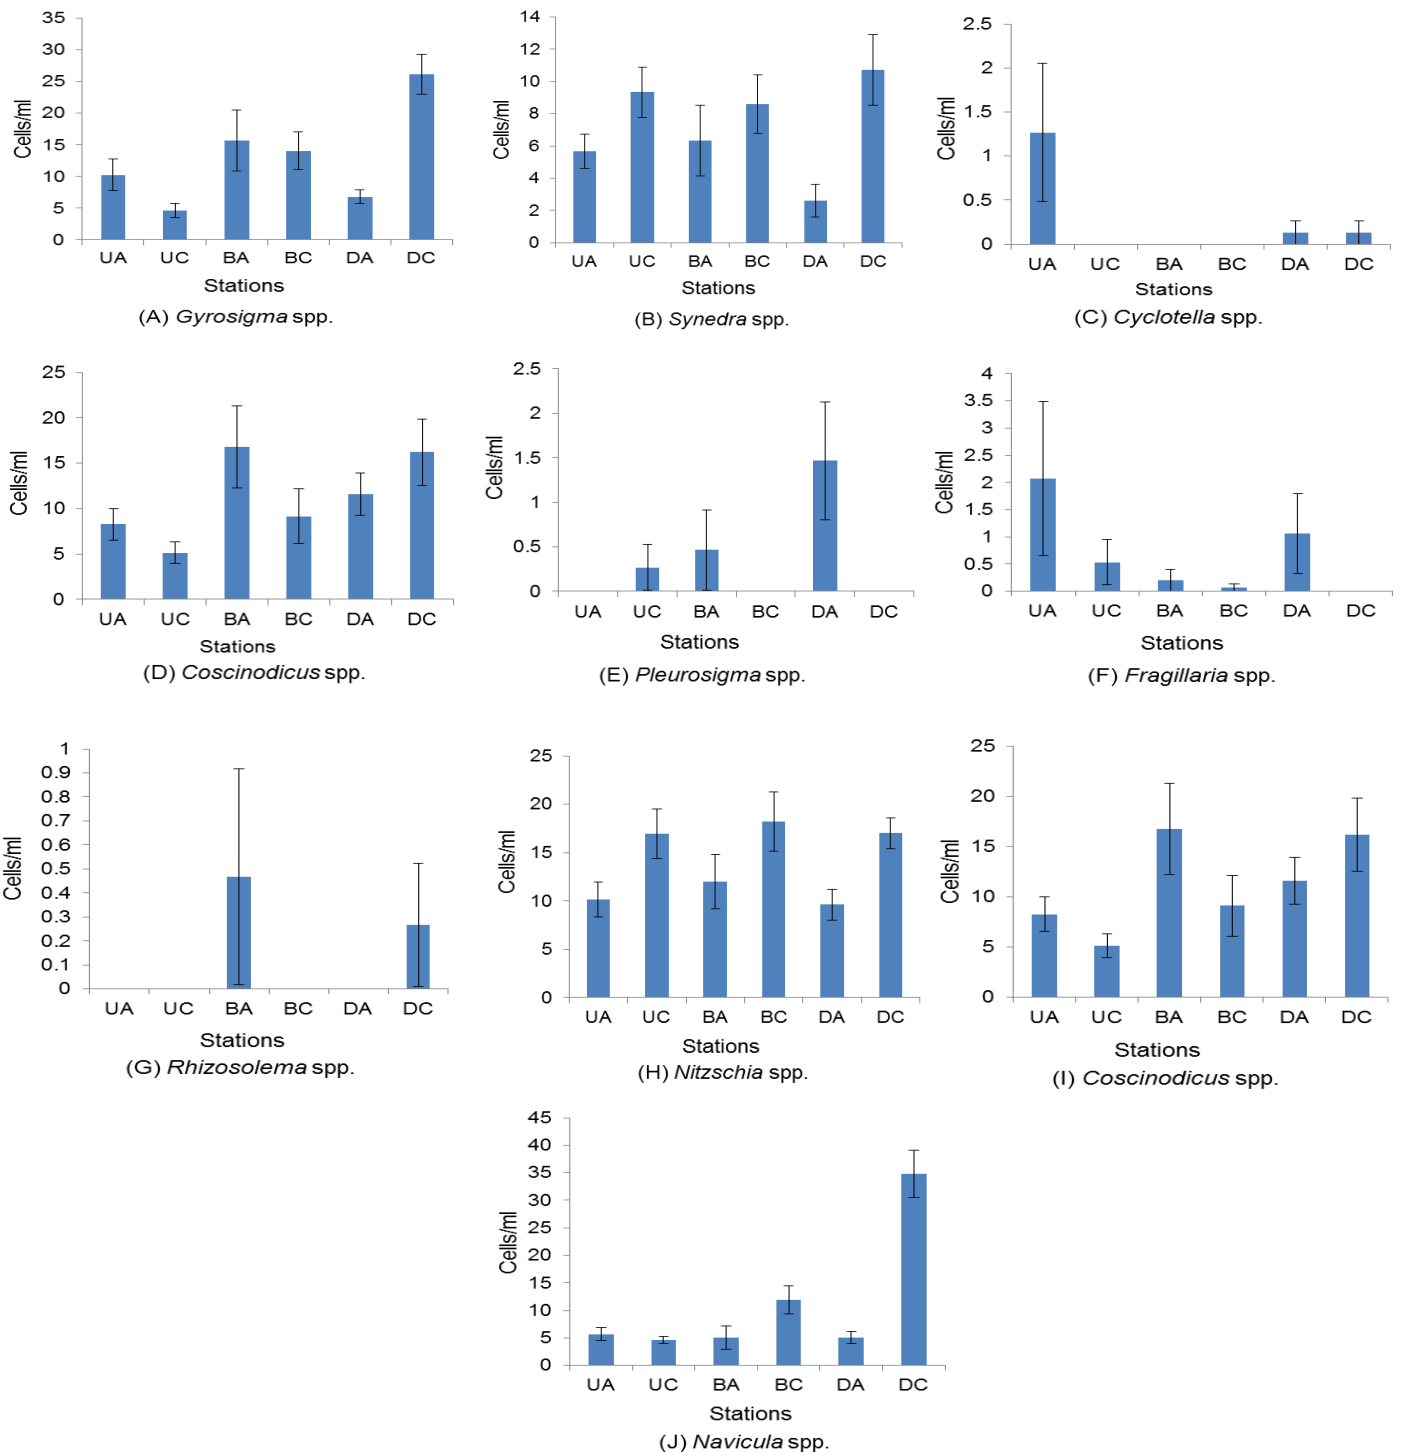 35
30
25
20
15
10
5
0
Cells/ml
UA UC BA BC DA DC
Stations
(A) Gyrosigma spp.
14
12
10
8
6
4
2
0
Cells/ml
UA UC BA BC DA DC
Stations
(B) Synedra spp.
2.5
2
1.5
1
0.5
0
Cells/ml
UA UC BA BC DA DC
Stations
(C) Cyclotella spp.
25
20
15
10
5
0
Cells/ml
UA UC BA BC DA DC
Stations
(D) Coscinodicus spp.
2.5
2
1.5
1
0.5
0
Cells/ml
UA UC BA BC DA DC
Stations
(E) Pleurosigma spp.
4
3.5
3
2.5
2
1.5
1
0.5
0
Cells/ml
UA UC BA BC DA DC
Stations
(F) Fragillaria spp.
1
0.9
0.8
0.7
0.6
0.5
0.4
0.3
0.2
0.1
0
Cells/ml
UA UC BA BC DA DC
Stations
(G) Rhizosolema spp.
25
20
15
10
5
0
Cells/ml
UA UC BA BC DA DC
Stations
(H) Nitzschia spp.
25
20
15
10
5
0
Cells/ml
UA UC BA BC DA DC
Stations
(I) Coscinodicus spp.
45
40
35
30
25
20
15
10
5
0
Cells/ml
UA UC BA BC DA DC
Stations
(J) Navicula spp.